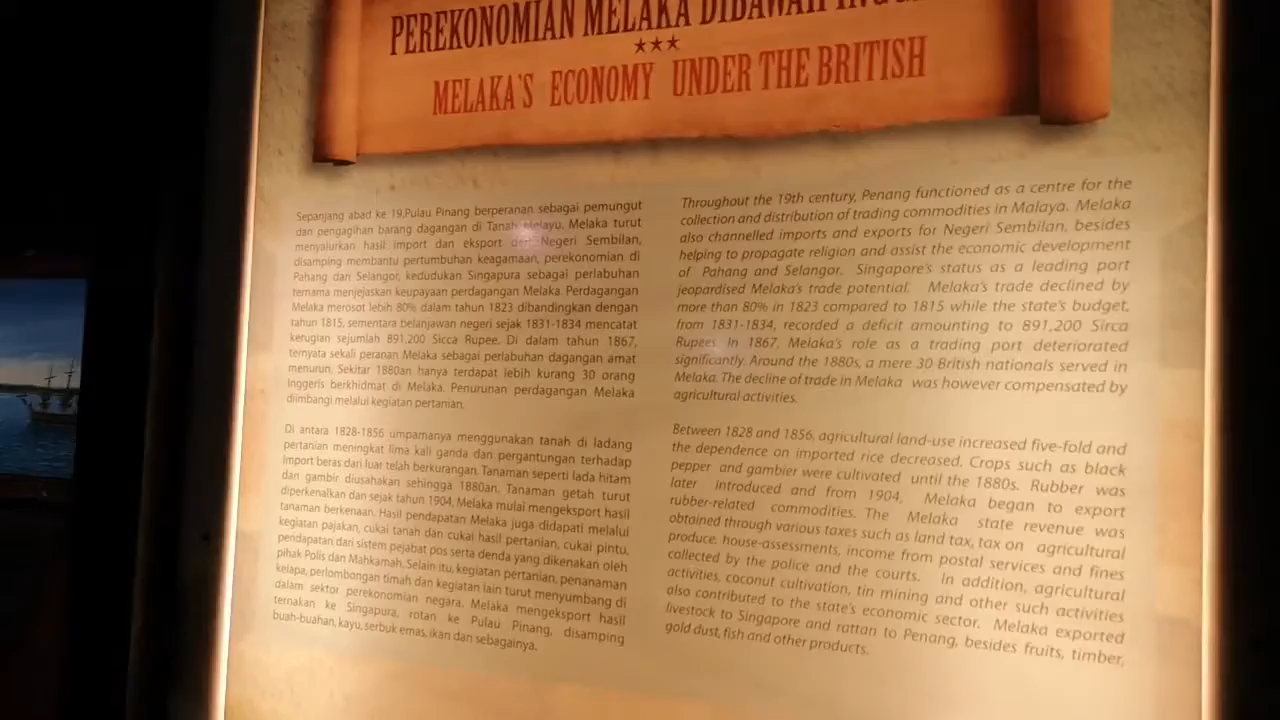 PEREKONOMIAN MELAKA DIBAWAH
MELAKA'S ECONOMY UNDER THE BRITISH
Sepanjang abad ke 19,Pulau Pinang berperanan sebagai pemungut
dan pengagihan barang dagangan di Tanah Melayu. Melaka turut
menyalurkan hasil import dan eksport dari Negeri Sembilan,
disamping membantu pertumbuhan keagamaan, perekonomian di
Pahang dan Selangor, kedudukan Singapura sebagai perlabuhan
ternama menjejaskan keupayaan perdagangan Melaka. Perdagangan
Melaka merosot lebih 80% dalam tahun 1823 dibandingkan dengan
tahun 1815, sementara belanjawan negeri sejak 1831-1834 mencatat
kerugian sejumlah 891,200 Sicca Rupee. Di dalam tahun 1867,
ternyata sekali peranan Melaka sebagai perlabuhan dagangan amat
menurun. Sekitar 1880an hanya terdapat lebih kurang 30 orang
Inggeris berkhidmat di Melaka. Penurunan perdagangan Melaka
diimbangi melalui kegiatan pertanian.
Di antara 1828-1856 umpamanya menggunakan tanah di ladang
pertanian meningkat lima kali ganda dan pergantungan terhadap
import beras dari luar telah berkurangan. Tanaman seperti lada hitam
dan gambir diusahakan sehingga 1880an. Tanaman getah turut
diperkenalkan dan sejak tahun 1904, Melaka mulai mengeksport hasil
tanaman berkenaan. Hasil pendapatan Melaka juga didapati melalui
kegiatan pajakan, cukai tanah dan cukai hasil pertanian, cukai pintu,
pendapatan dari sistem pejabat pos serta denda yang dikenakan oleh
pihak Polis dan Mahkamah. Selain itu, kegiatan pertanian, penanaman
kelapa, perlombongan timah dan kegiatan lain turut menyumbang di
dalam sektor perekonomian negara. Melaka mengeksport hasil
ternakan ke Singapura, rotan ke Pulau Pinang, disamping
buah-buahan, kayu, serbuk emas, ikan dan sebagainya.
Throughout the 19th century, Penang functioned as a centre for the
collection and distribution of trading commodities in Malaya. Melaka
also channelled imports and exports for Negeri Sembilan, besides
helping to propagate religion and assist the economic development
of Pahang and Selangor. Singapore's status as a leading port
jeopardised Melaka's trade potential. Melaka's trade declined by
more than 80% in 1823 compared to 1815 while the state's budget,
from 1831-1834, recorded a deficit amounting to 891,200 Sirca
Rupees. In 1867, Melaka's role as a trading port deteriorated
significantly. Around the 1880s, a mere 30 British nationals served in
Melaka. The decline of trade in Melaka was however compensated by
agricultural activities.
Between 1828 and 1856, agricultural land-use increased five-fold and
the dependence on imported rice decreased. Crops such as black
pepper and gambier were cultivated until the 1880s. Rubber was
later introduced and from 1904, Melaka began to export
rubber-related commodities. The Melaka state revenue was
obtained through various taxes such as land tax, tax on agricultural
produce, house-assessments, income from postal services and fines
collected by the police and the courts. In addition, agricultural
activities, coconut cultivation, tin mining and other such activities
also contributed to the state's economic sector. Melaka exported
livestock to Singapore and rattan to Penang, besides fruits, timber,
gold dust, fish and other products.